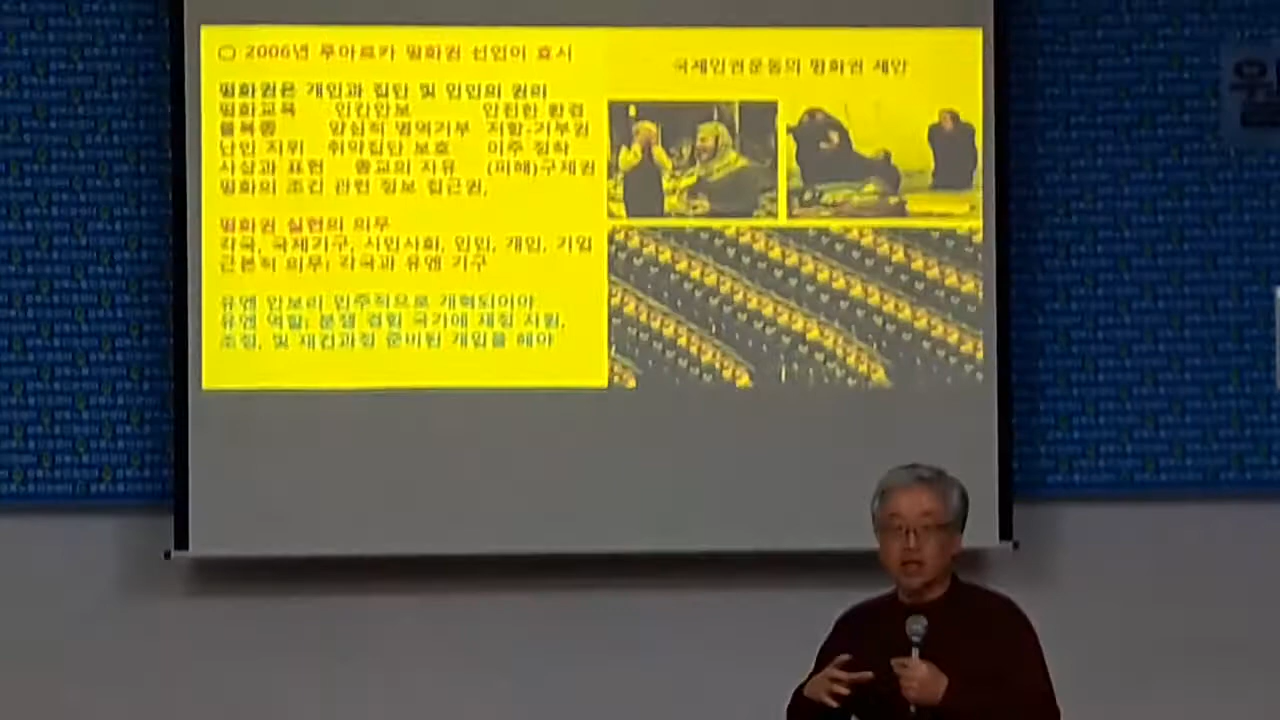 ○ 2006년 루아르카 평화권 선언이 효시
국제인권운동의 평화권 제안
평화권은 개인과 집단 및 인민의 권리
평화교육 인간안보 안전한 환경
불복종 양심적 병역거부 저항·거부권
난민 지위 취약집단 보호 이주 정착
사상과 표현 종교의 자유 (피해)구제권
평화의 조건 관련 정보 접근권,
평화권 실현의 의무
각국, 국제기구, 시민사회, 인민, 개인, 기업
근본적 의무: 각국과 유엔 기구
유엔 안보리 민주적으로 개혁되어야
유엔 역할: 분쟁 경험 국가에 재정 지원,
조정, 및 재건과정 준비된 개입을 해야